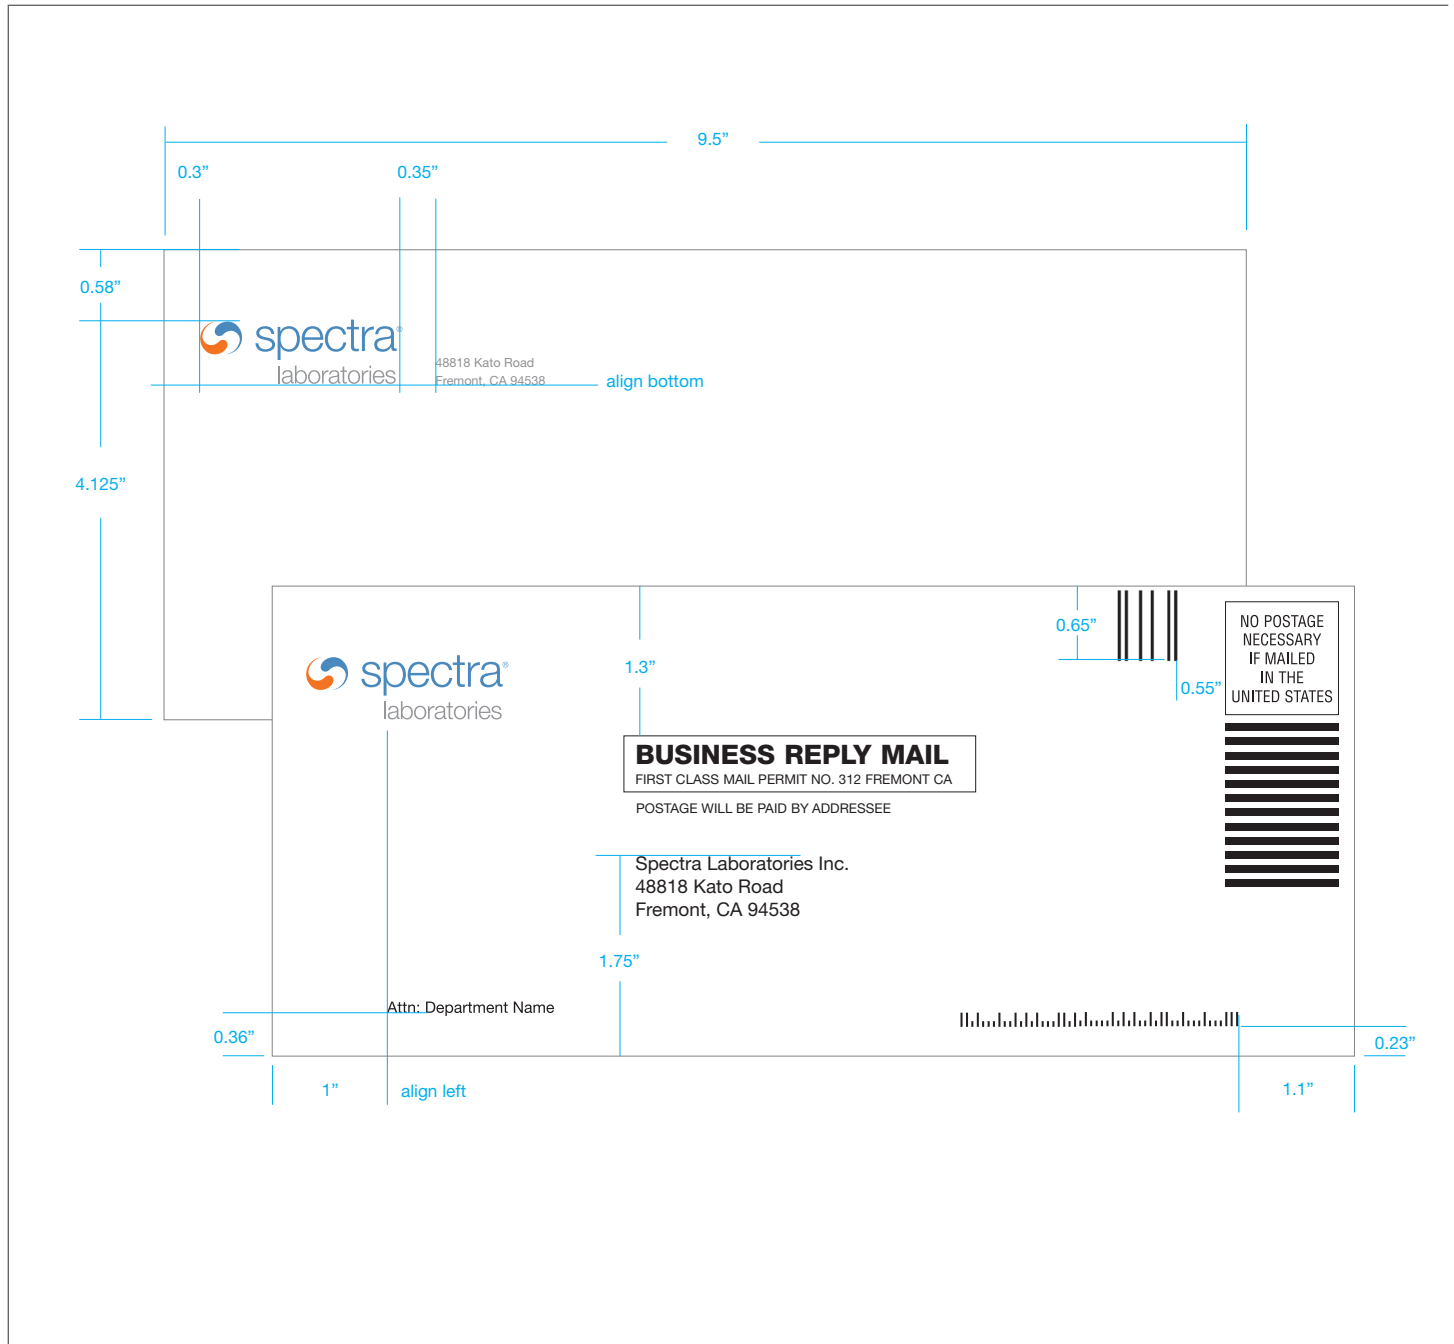 9.5”
0.3”
0.35”
0.58”
spectra®
laboratories
48818 Kato Road
Fremont, CA 94538
align bottom
4.125”
0.65”
NO POSTAGE
NECESSARY
IF MAILED
IN THE
UNITED STATES
spectra®
laboratories
1.3”
0.55”
BUSINESS REPLY MAIL
FIRST CLASS MAIL PERMIT NO. 312 FREMONT CA
POSTAGE WILL BE PAID BY ADDRESSEE
Spectra Laboratories Inc.
48818 Kato Road
Fremont, CA 94538
1.75”
Attn: Department Name
0.36”
0.23”
1”
align left
1.1”